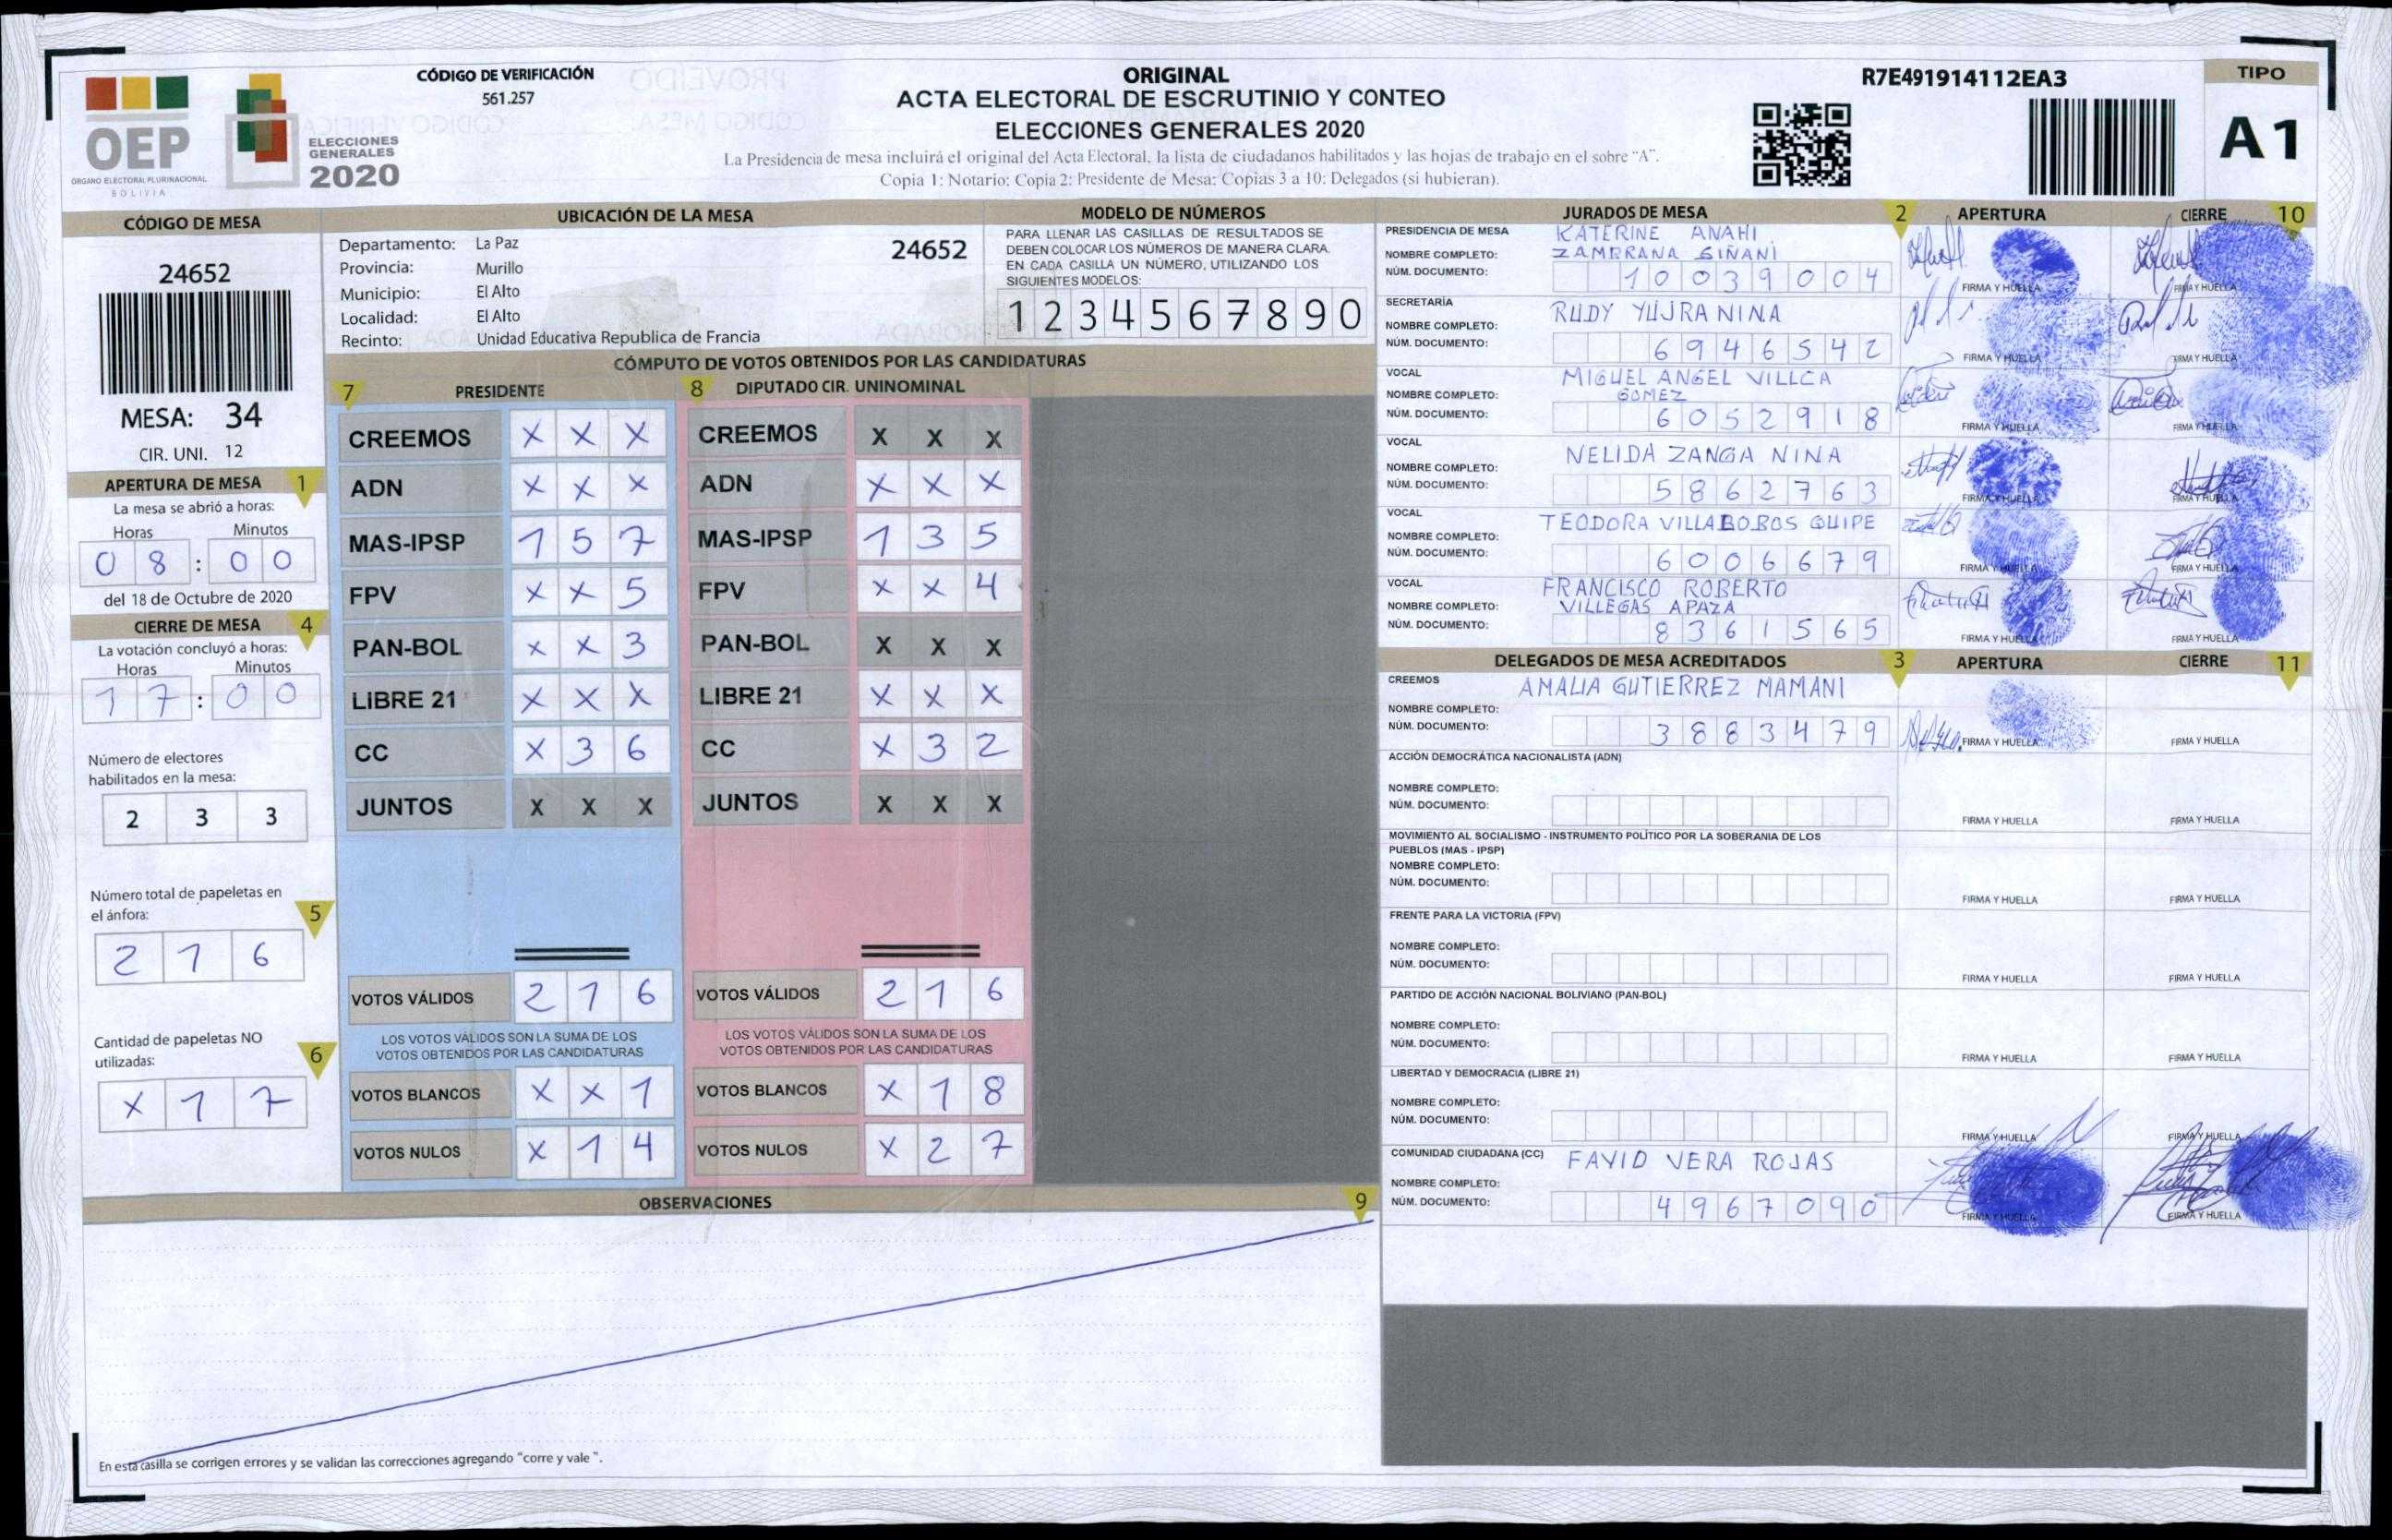 OEP
ÓRGANO ELECTORAL PLURINACIONAL
BOLIVIA
ELECCIONES
GENERALES
2020
CÓDIGO DE VERIFICACIÓN
561.257
ORIGINAL
ACTA ELECTORAL DE ESCRUTINIO Y CONTEO
ELECCIONES GENERALES 2020
La Presidencia de mesa incluirá el original del Acta Electoral, la lista de ciudadanos habilitados y las hojas de trabajo en el sobre “A”.
Copia 1: Notario; Copia 2: Presidente de Mesa; Copias 3 a 10: Delegados (si hubieran).
R7E491914112EA3
TIPO
A1
CÓDIGO DE MESA
24652
MESA: 34
CIR. UNI. 12
APERTURA DE MESA 1
La mesa se abrió a horas:
Horas Minutos
0 8 : 0 0
del 18 de Octubre de 2020
CIERRE DE MESA 4
La votación concluyó a horas:
Horas Minutos
1 7 : 0 0
Número de electores
habilitados en la mesa:
2 3 3
Número total de papeletas en
el ánfora: 5
2 1 6
Cantidad de papeletas NO
utilizadas: 6
X 1 7
UBICACIÓN DE LA MESA
Departamento: La Paz 24652
Provincia: Murillo
Municipio: El Alto
Localidad: El Alto
Recinto: Unidad Educativa Republica de Francia
MODELO DE NÚMEROS
PARA LLENAR LAS CASILLAS DE RESULTADOS SE
DEBEN COLOCAR LOS NÚMEROS DE MANERA CLARA.
EN CADA CASILLA UN NÚMERO, UTILIZANDO LOS
SIGUIENTES MODELOS:
1 2 3 4 5 6 7 8 9 0
CÓMPUTO DE VOTOS OBTENIDOS POR LAS CANDIDATURAS
7 PRESIDENTE
CREEMOS X X X
ADN X X X
MAS-IPSP 1 5 7
FPV X X 5
PAN-BOL X X 3
LIBRE 21 X X X
CC X 3 6
JUNTOS X X X
VOTOS VÁLIDOS 2 1 6
LOS VOTOS VÁLIDOS SON LA SUMA DE LOS
VOTOS OBTENIDOS POR LAS CANDIDATURAS
VOTOS BLANCOS X X 1
VOTOS NULOS X 1 4
8 DIPUTADO CIR. UNINOMINAL
CREEMOS X X X
ADN X X X
MAS-IPSP 1 3 5
FPV X X 4
PAN-BOL X X X
LIBRE 21 X X X
CC X 3 2
JUNTOS X X X
VOTOS VÁLIDOS 2 1 6
LOS VOTOS VÁLIDOS SON LA SUMA DE LOS
VOTOS OBTENIDOS POR LAS CANDIDATURAS
VOTOS BLANCOS X 1 8
VOTOS NULOS X 2 7
OBSERVACIONES 9
En esta casilla se corrigen errores y se validan las correcciones agregando “corre y vale ”.
JURADOS DE MESA 2 APERTURA CIERRE 10
PRESIDENCIA DE MESA KATERINE ANAHI
NOMBRE COMPLETO: ZAMBRANA SIÑANI
NÚM. DOCUMENTO: 1 0 0 3 9 0 0 4 FIRMA Y HUELLA FIRMA Y HUELLA
SECRETARÍA RUDY YUJRA NINA
NOMBRE COMPLETO:
NÚM. DOCUMENTO: 6 9 4 6 5 4 2 FIRMA Y HUELLA FIRMA Y HUELLA
VOCAL MIGUEL ANGEL VILLCA
NOMBRE COMPLETO: GOMEZ
NÚM. DOCUMENTO: 6 0 5 2 9 1 8 FIRMA Y HUELLA FIRMA Y HUELLA
VOCAL NELIDA ZANGA NINA
NOMBRE COMPLETO:
NÚM. DOCUMENTO: 5 8 6 2 7 6 3 FIRMA Y HUELLA FIRMA Y HUELLA
VOCAL TEODORA VILLALOBOS QUIPE
NOMBRE COMPLETO:
NÚM. DOCUMENTO: 6 0 0 6 6 7 9 FIRMA Y HUELLA FIRMA Y HUELLA
VOCAL FRANCISCO ROBERTO
NOMBRE COMPLETO: VILLEGAS APAZA
NÚM. DOCUMENTO: 8 3 6 1 5 6 5 FIRMA Y HUELLA FIRMA Y HUELLA
DELEGADOS DE MESA ACREDITADOS 3 APERTURA CIERRE 11
CREEMOS AMALIA GUTIERREZ MAMANI
NOMBRE COMPLETO:
NÚM. DOCUMENTO: 3 8 8 3 4 7 9 FIRMA Y HUELLA FIRMA Y HUELLA
ACCIÓN DEMOCRÁTICA NACIONALISTA (ADN)
NOMBRE COMPLETO:
NÚM. DOCUMENTO: FIRMA Y HUELLA FIRMA Y HUELLA
MOVIMIENTO AL SOCIALISMO - INSTRUMENTO POLÍTICO POR LA SOBERANIA DE LOS
PUEBLOS (MAS - IPSP)
NOMBRE COMPLETO:
NÚM. DOCUMENTO: FIRMA Y HUELLA FIRMA Y HUELLA
FRENTE PARA LA VICTORIA (FPV)
NOMBRE COMPLETO:
NÚM. DOCUMENTO: FIRMA Y HUELLA FIRMA Y HUELLA
PARTIDO DE ACCIÓN NACIONAL BOLIVIANO (PAN-BOL)
NOMBRE COMPLETO:
NÚM. DOCUMENTO: FIRMA Y HUELLA FIRMA Y HUELLA
LIBERTAD Y DEMOCRACIA (LIBRE 21)
NOMBRE COMPLETO:
NÚM. DOCUMENTO: FIRMA Y HUELLA FIRMA Y HUELLA
COMUNIDAD CIUDADANA (CC) FAVID VERA ROJAS
NOMBRE COMPLETO:
NÚM. DOCUMENTO: 4 9 6 7 0 9 0 FIRMA Y HUELLA FIRMA Y HUELLA